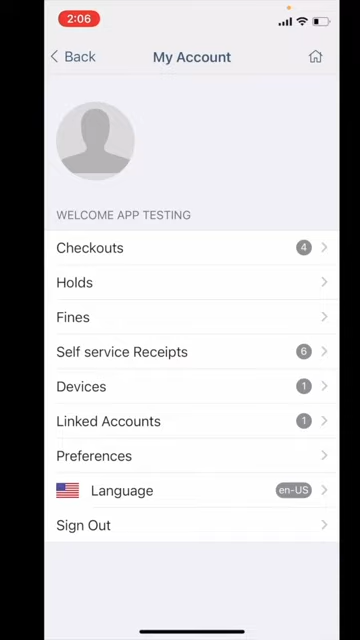 2:06
Back
My Account
WELCOME APP TESTING
Checkouts 4
Holds
Fines
Self service Receipts 6
Devices 1
Linked Accounts 1
Preferences
Language en-US
Sign Out